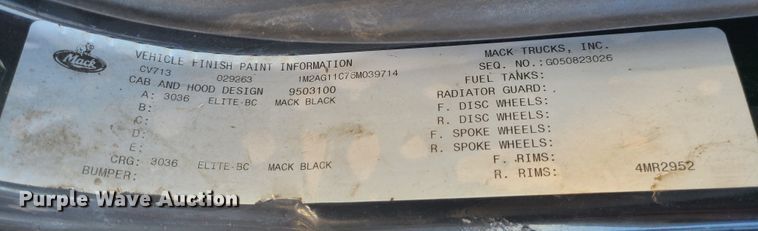 Mack
VEHICLE FINISH PAINT INFORMATION
CV713 029263 1M2AG11C76M039714
CAB AND HOOD DESIGN 9503100
A: 3036 ELITE-BC MACK BLACK
B:
C:
D:
E:
CRG: 3036 ELITE-BC MACK BLACK
BUMPER:
MACK TRUCKS, INC.
SEQ. NO.:G050823026
FUEL TANKS:
RADIATOR GUARD:.
F. DISC WHEELS:
R. DISC WHEELS:
F. SPOKE WHEELS:
R. SPOKE WHEELS:
F. RIMS:
R. RIMS: 4MR2952
Purple Wave Auction